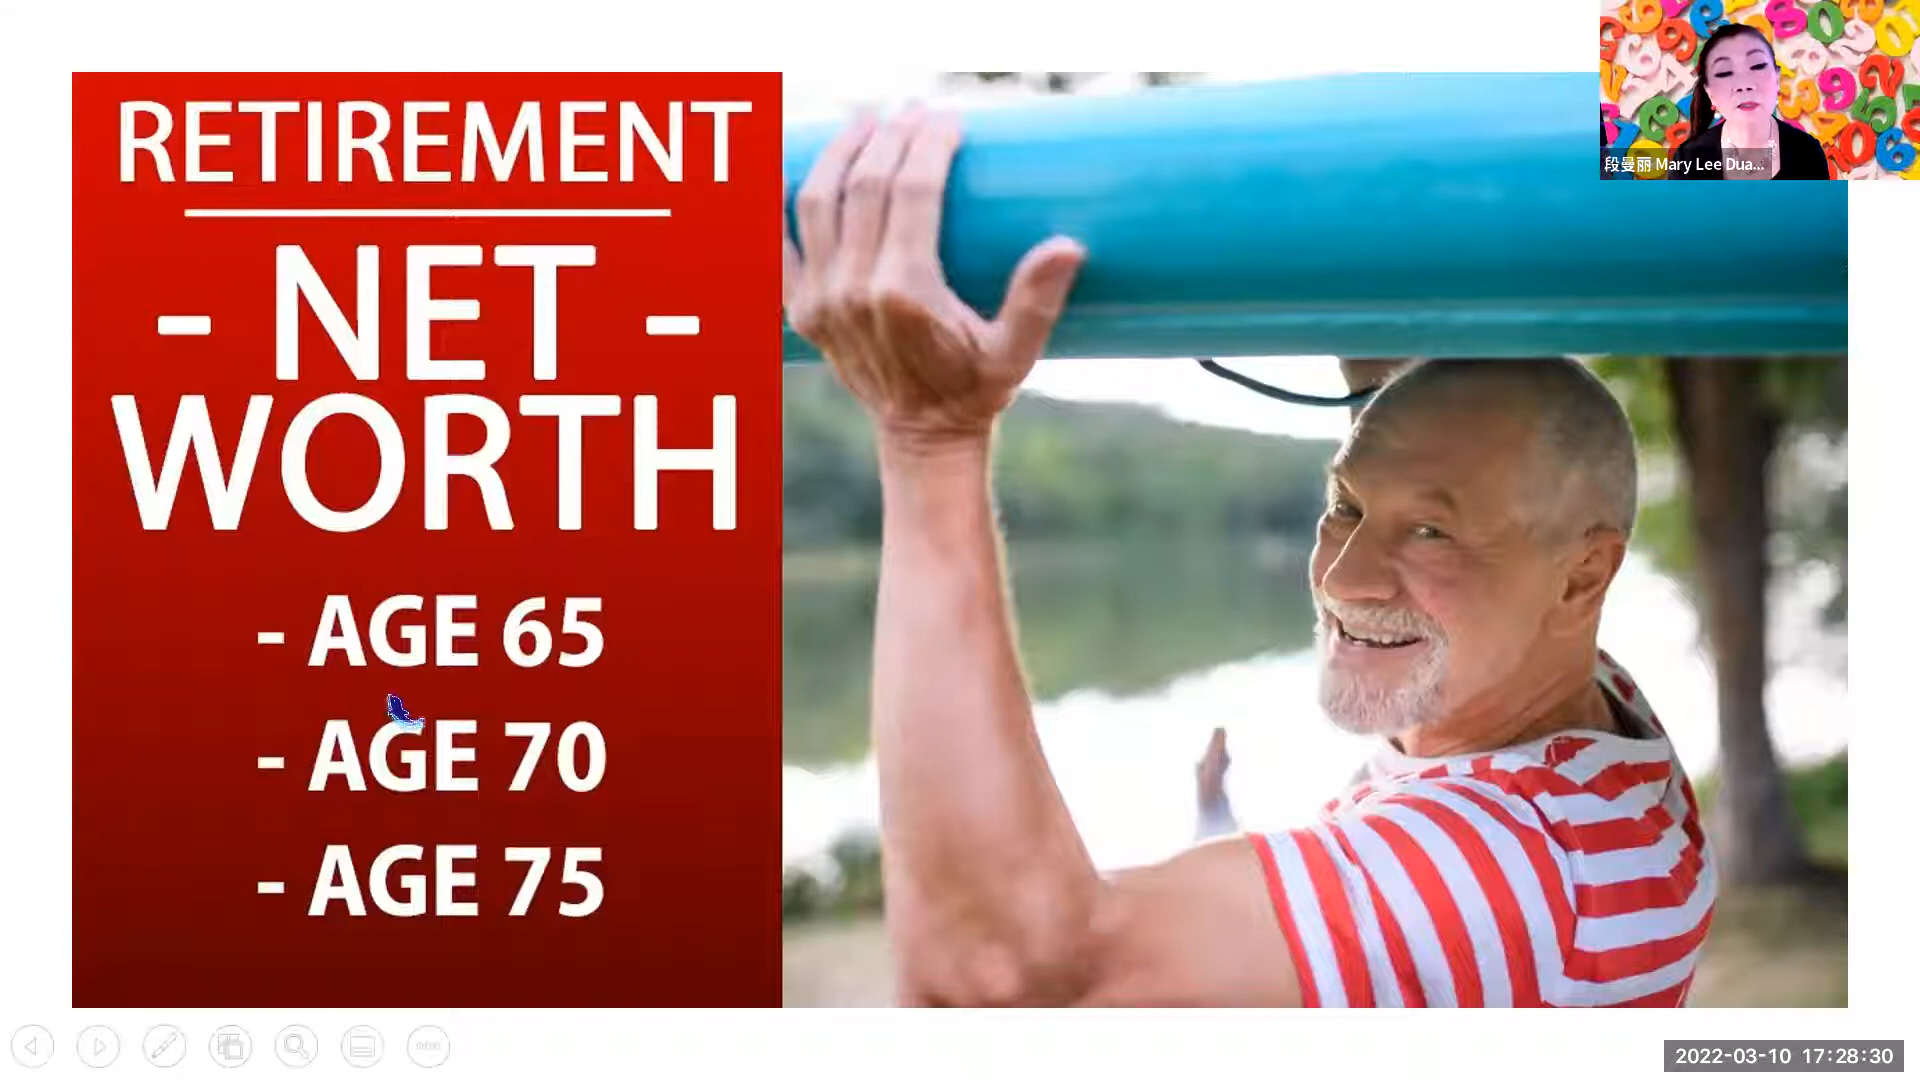 RETIREMENT
- NET -
WORTH
- AGE 65
- AGE 70
- AGE 75
段曼丽 Mary Lee Dua...
2022-03-10 17:28:30